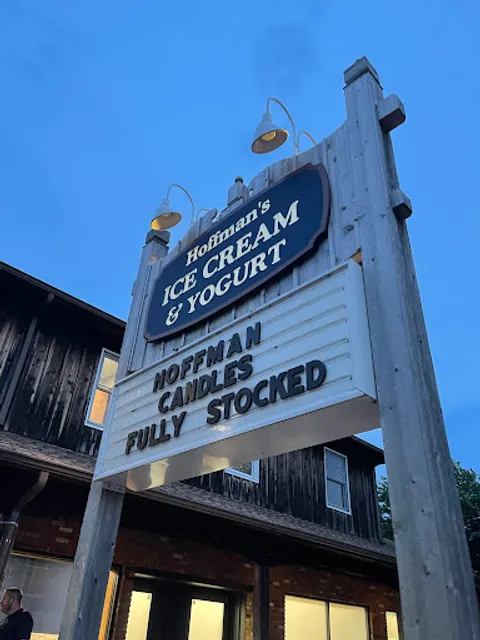 Hoffman's
ICE CREAM
& YOGURT
HOFFMAN
CANDLES
FULLY STOCKED